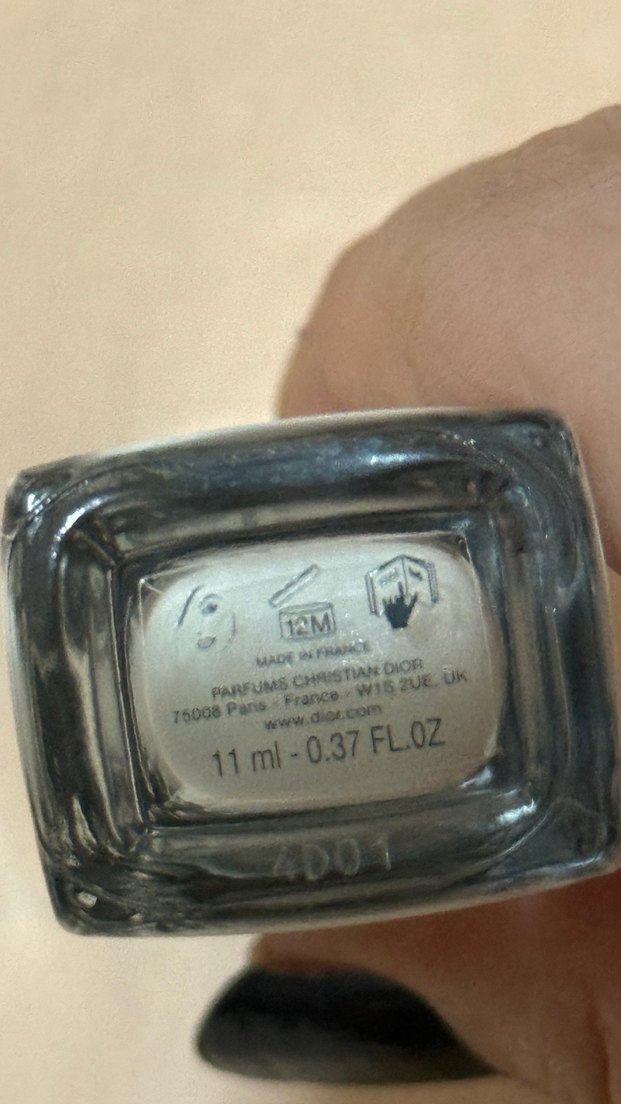 12M
MADE IN FRANCE
PARFUMS CHRISTIAN DIOR
75008 Paris - France - W1S 2UE. UK
www.dior.com
11 ml - 0.37 FL.OZ
4D01